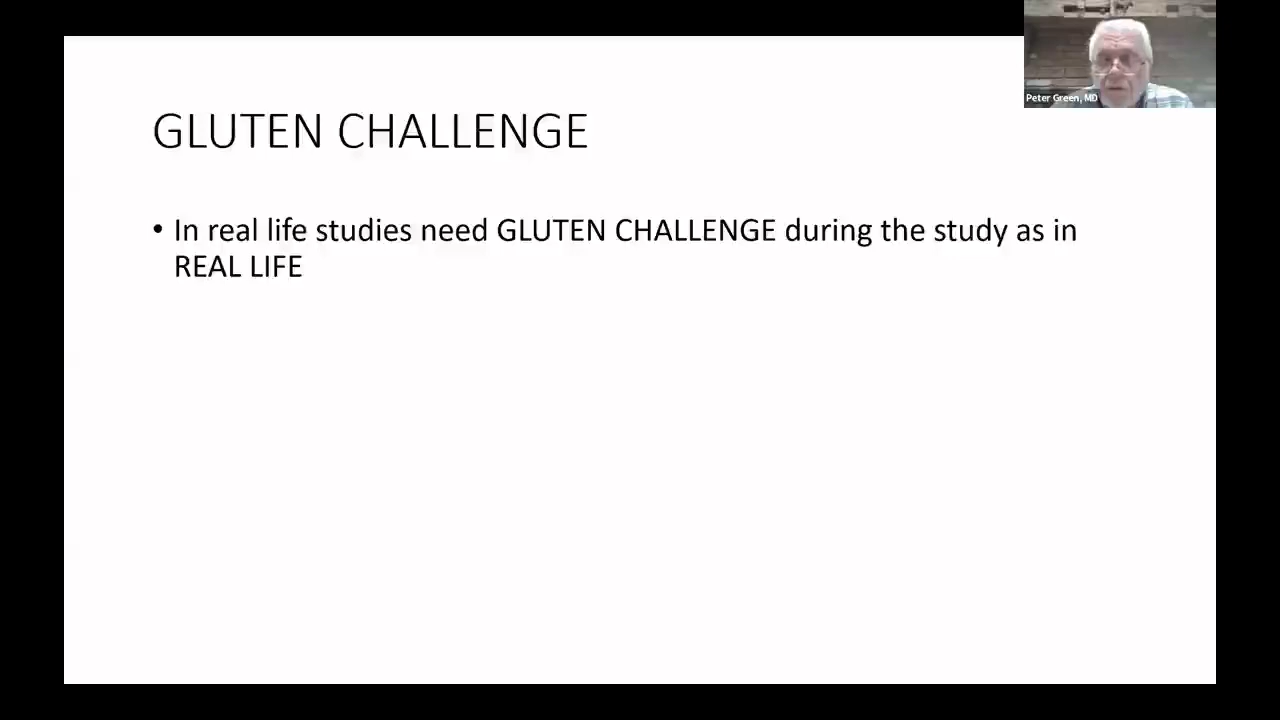 Peter Green, MD
GLUTEN CHALLENGE
• In real life studies need GLUTEN CHALLENGE during the study as in
REAL LIFE